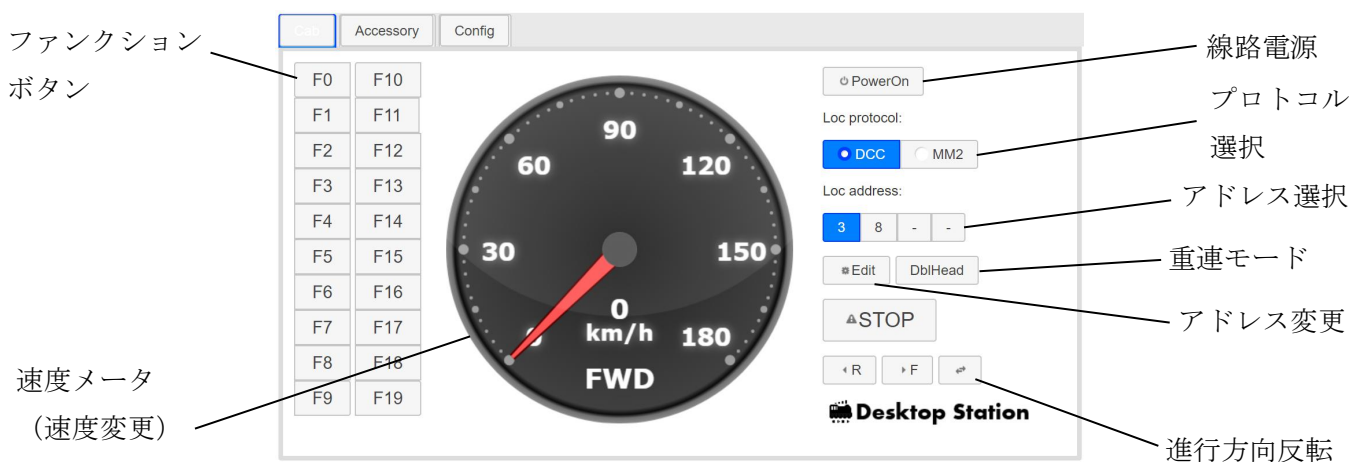 Cab Accessory Config
ファンクション
ボタン
F0 F10
F1 F11
F2 F12
F3 F13
F4 F14
F5 F15
F6 F16
F7 F17
F8 F18
F9 F19
速度メータ
（速度変更）
0
30
60
90
120
150
180
0
km/h
FWD
PowerOn
Loc protocol:
DCC MM2
Loc address:
3 8 - -
Edit DblHead
STOP
R F
Desktop Station
線路電源
プロトコル
選択
アドレス選択
重連モード
アドレス変更
進行方向反転